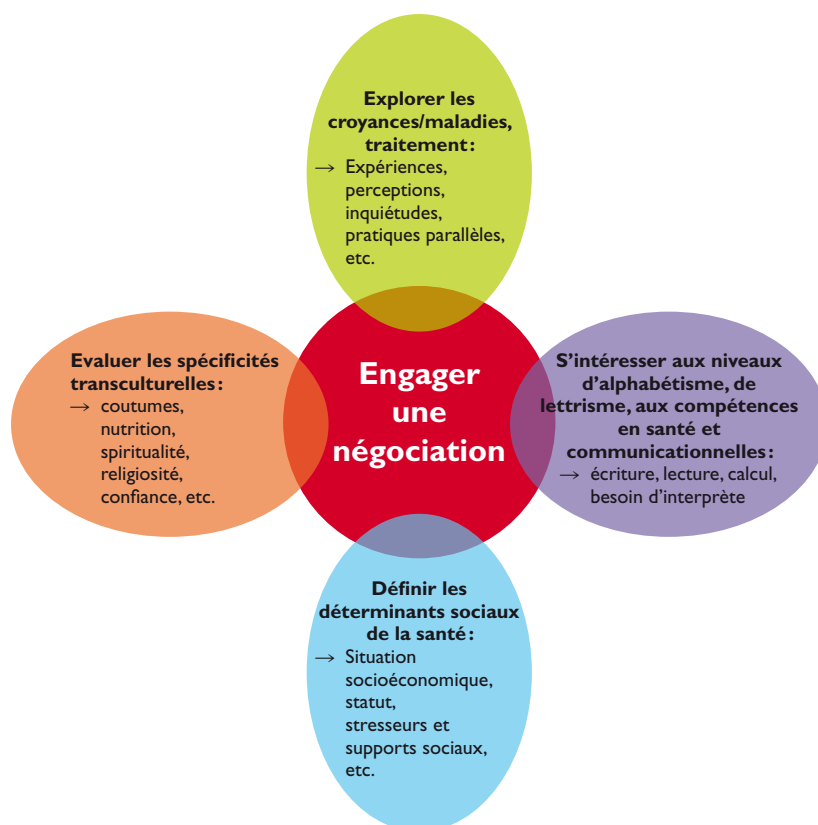 Explorer les
croyances/maladies,
traitement :
→ Expériences,
perceptions,
inquiétudes,
pratiques parallèles,
etc.
Evaluer les spécificités
transculturelles :
→ coutumes,
nutrition,
spiritualité,
religiosité,
confiance, etc.
Engager
une
négociation
S’intéresser aux niveaux
d’alphabétisme, de
lettrisme, aux compétences
en santé et
communicationnelles :
→ écriture, lecture, calcul,
besoin d’interprète
Définir les
déterminants sociaux
de la santé :
→ Situation
socioéconomique,
statut,
stresseurs et
supports sociaux,
etc.